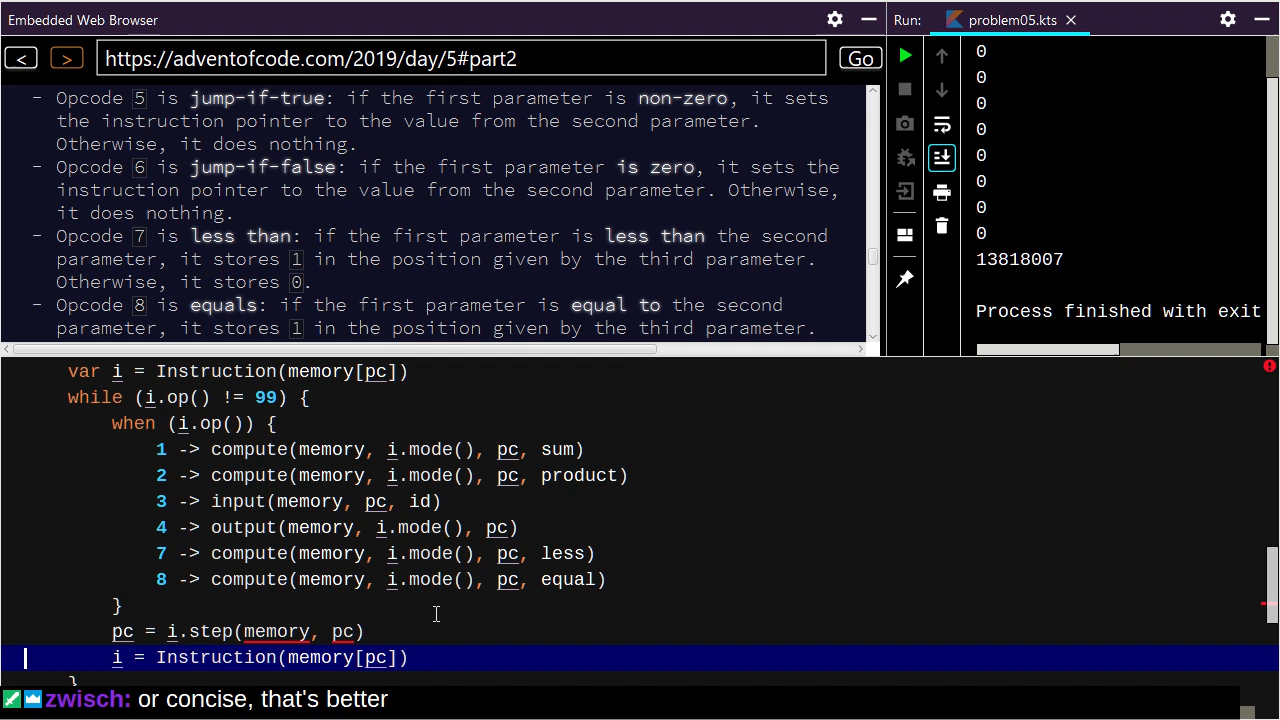 Embedded Web Browser
Run: problem05.kts
< > https://adventofcode.com/2019/day/5#part2 Go
- Opcode 5 is jump-if-true: if the first parameter is non-zero, it sets
the instruction pointer to the value from the second parameter.
Otherwise, it does nothing.
- Opcode 6 is jump-if-false: if the first parameter is zero, it sets the
instruction pointer to the value from the second parameter. Otherwise,
it does nothing.
- Opcode 7 is less than: if the first parameter is less than the second
parameter, it stores 1 in the position given by the third parameter.
Otherwise, it stores 0.
- Opcode 8 is equals: if the first parameter is equal to the second
parameter, it stores 1 in the position given by the third parameter.
0
0
0
0
0
0
0
0
13818007
Process finished with exit
var i = Instruction(memory[pc])
while (i.op() != 99) {
when (i.op()) {
1 -> compute(memory, i.mode(), pc, sum)
2 -> compute(memory, i.mode(), pc, product)
3 -> input(memory, pc, id)
4 -> output(memory, i.mode(), pc)
7 -> compute(memory, i.mode(), pc, less)
8 -> compute(memory, i.mode(), pc, equal)
}
pc = i.step(memory, pc)
i = Instruction(memory[pc])
}
zwisch: or concise, that's better